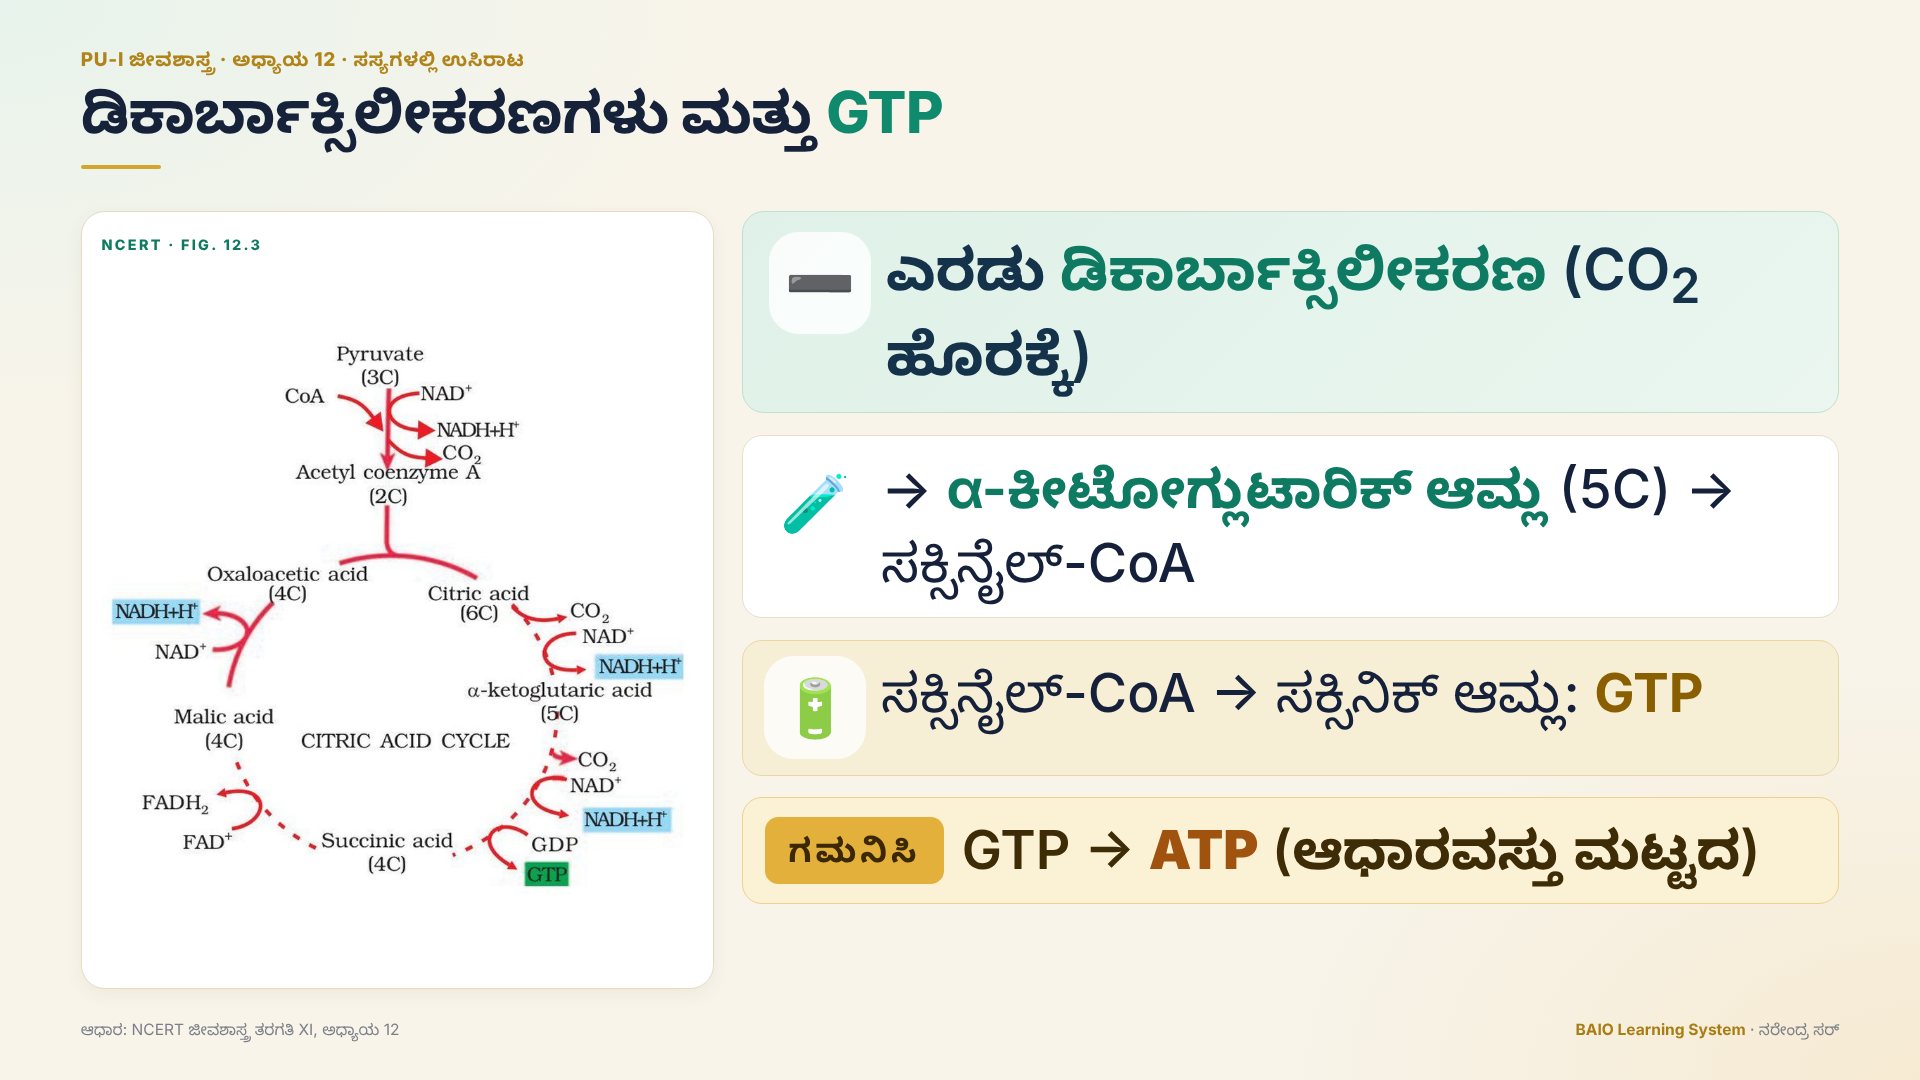 PU-I ಜೀವಶಾಸ್ತ್ರ · ಅಧ್ಯಾಯ 12 · ಸಸ್ಯಗಳಲ್ಲಿ ಉಸಿರಾಟ
ಡಿಕಾರ್ಬಾಕ್ಸಿಲೀಕರಣಗಳು ಮತ್ತು GTP
NCERT · FIG. 12.3
Pyruvate
(3C)
CoA
NAD⁺
NADH+H⁺
CO₂
Acetyl coenzyme A
(2C)
Oxaloacetic acid
(4C)
Citric acid
(6C)
NADH+H⁺
CO₂
NAD⁺
NAD⁺
NADH+H⁺
α-ketoglutaric acid
(5C)
Malic acid
(4C)
CITRIC ACID CYCLE
CO₂
NAD⁺
FADH₂
NADH+H⁺
FAD⁺
Succinic acid
(4C)
GDP
GTP
ಎರಡು ಡಿಕಾರ್ಬಾಕ್ಸಿಲೀಕರಣ (CO₂
ಹೊರಕ್ಕೆ)
→ α-ಕೀಟೋಗ್ಲುಟಾರಿಕ್ ಆಮ್ಲ (5C) →
ಸಕ್ಸಿನೈಲ್-CoA
ಸಕ್ಸಿನೈಲ್-CoA → ಸಕ್ಸಿನಿಕ್ ಆಮ್ಲ: GTP
ಗಮನಿಸಿ GTP → ATP (ಆಧಾರವಸ್ತು ಮಟ್ಟದ)
ಆಧಾರ: NCERT ಜೀವಶಾಸ್ತ್ರ ತರಗತಿ XI, ಅಧ್ಯಾಯ 12
BAIO Learning System · ನರೇಂದ್ರ ಸರ್